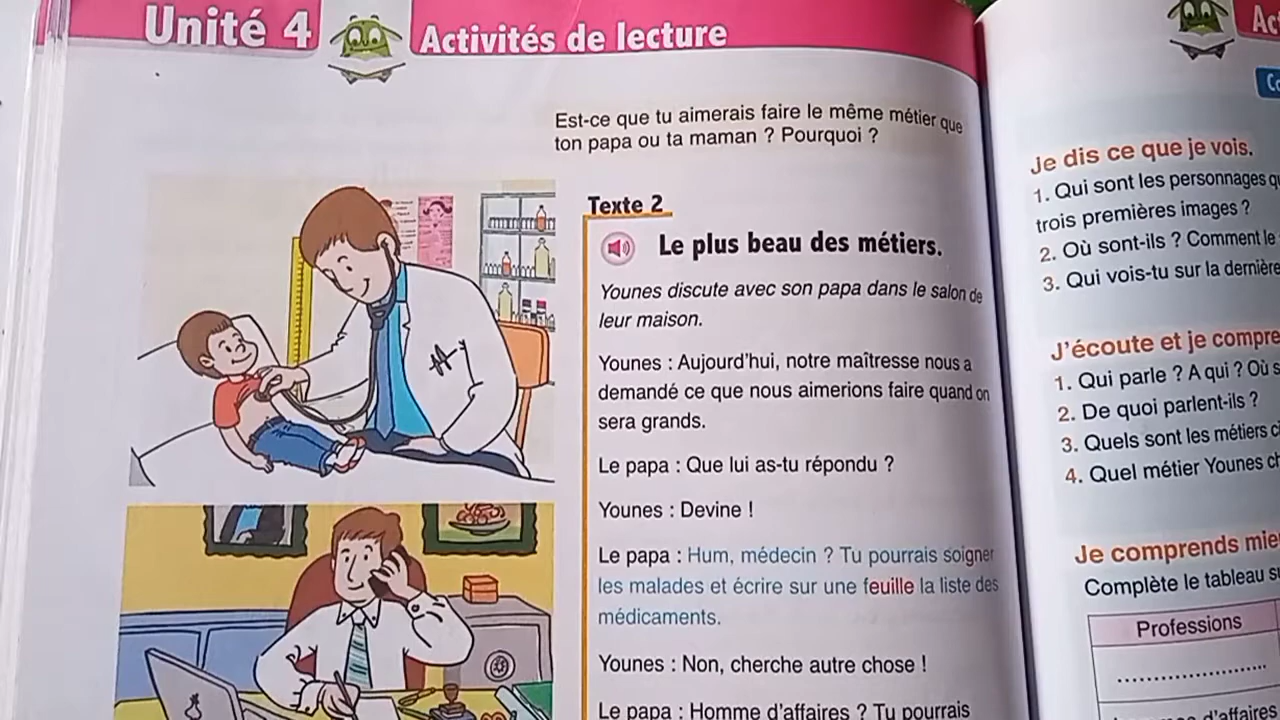 Unité 4
Activités de lecture
Est-ce que tu aimerais faire le même métier que
ton papa ou ta maman ? Pourquoi ?
Texte 2
Le plus beau des métiers.
Younes discute avec son papa dans le salon de
leur maison.
Younes : Aujourd'hui, notre maîtresse nous a
demandé ce que nous aimerions faire quand on
sera grands.
Le papa : Que lui as-tu répondu ?
Younes : Devine !
Le papa : Hum, médecin ? Tu pourrais soigner
les malades et écrire sur une feuille la liste des
médicaments.
Younes : Non, cherche autre chose !
Le papa : Homme d'affaires ? Tu pourrais
Je dis ce que je vois.
1. Qui sont les personnages
trois premières images ?
2. Où sont-ils ? Comment le
3. Qui vois-tu sur la dernière
J'écoute et je
1. Qui parle ? A qui ? Où
2. De quoi parlent-ils ?
3. Quels sont les métiers
4. Quel métier Younes
Je comprends
Complète le tableau
Professions
d'affaires